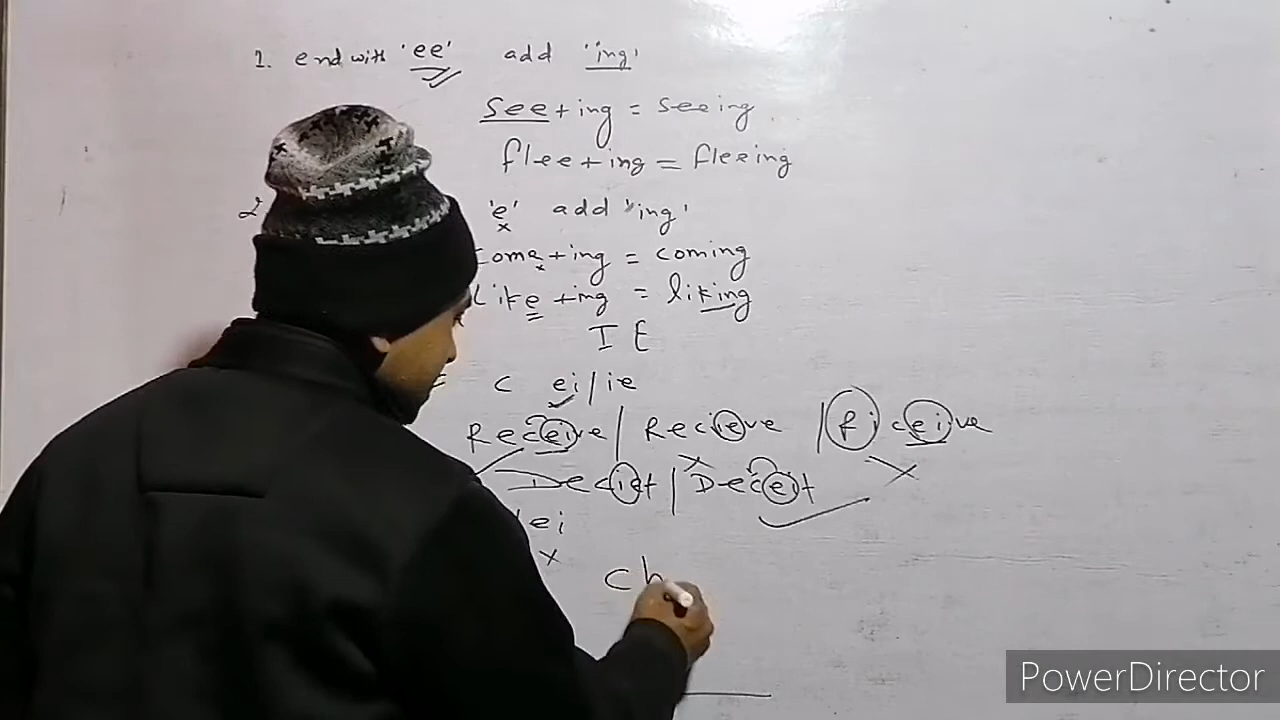 1. end with 'ee' add 'ing'
see+ing = seeing
flee+ing = fleeing
2 'e' add 'ing'
come+ing = coming
like+ing = liking
I E
c ei/ie
Receive / Recieve / Riceive
Deciet / Deceit
ei
ch
PowerDirector